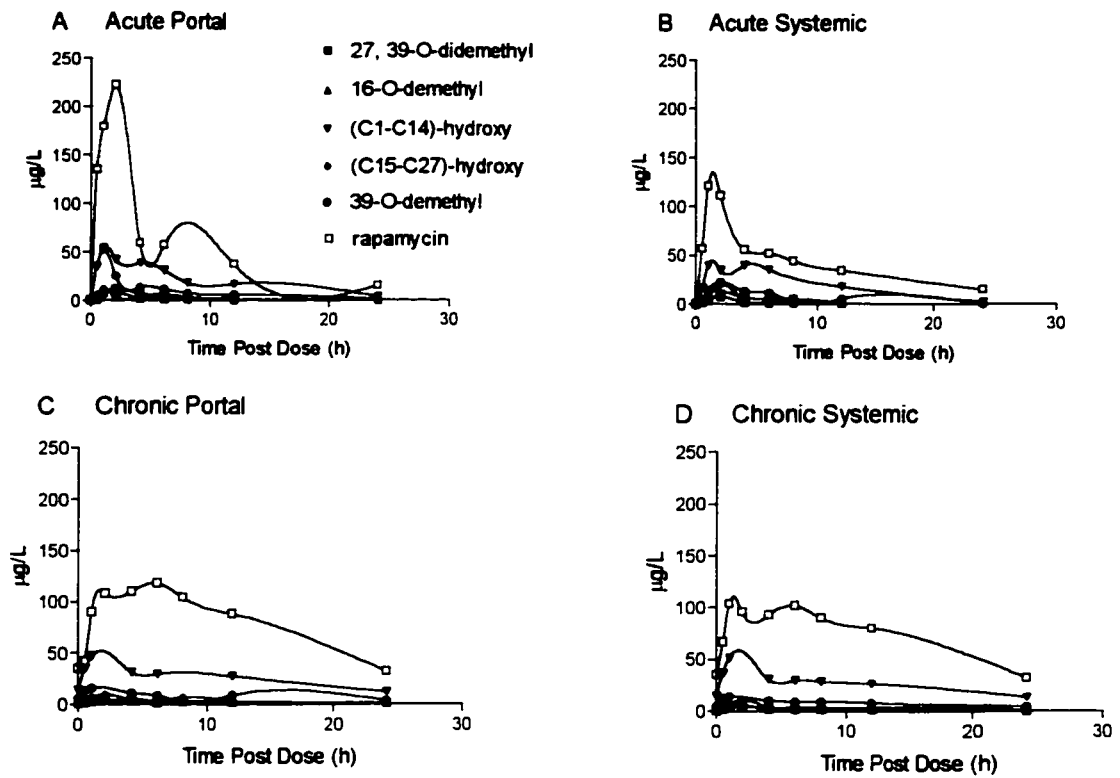 A Acute Portal
250
200
150
100
50
0
µg/L
0 10 20 30
Time Post Dose (h)
27, 39-O-didemethyl
16-O-demethyl
(C1-C14)-hydroxy
(C15-C27)-hydroxy
39-O-demethyl
rapamycin
B Acute Systemic
250
200
150
100
50
0
µg/L
0 10 20 30
Time Post Dose (h)
C Chronic Portal
250
200
150
100
50
0
µg/L
0 10 20 30
Time Post Dose (h)
D Chronic Systemic
250
200
150
100
50
0
µg/L
0 10 20 30
Time Post Dose (h)